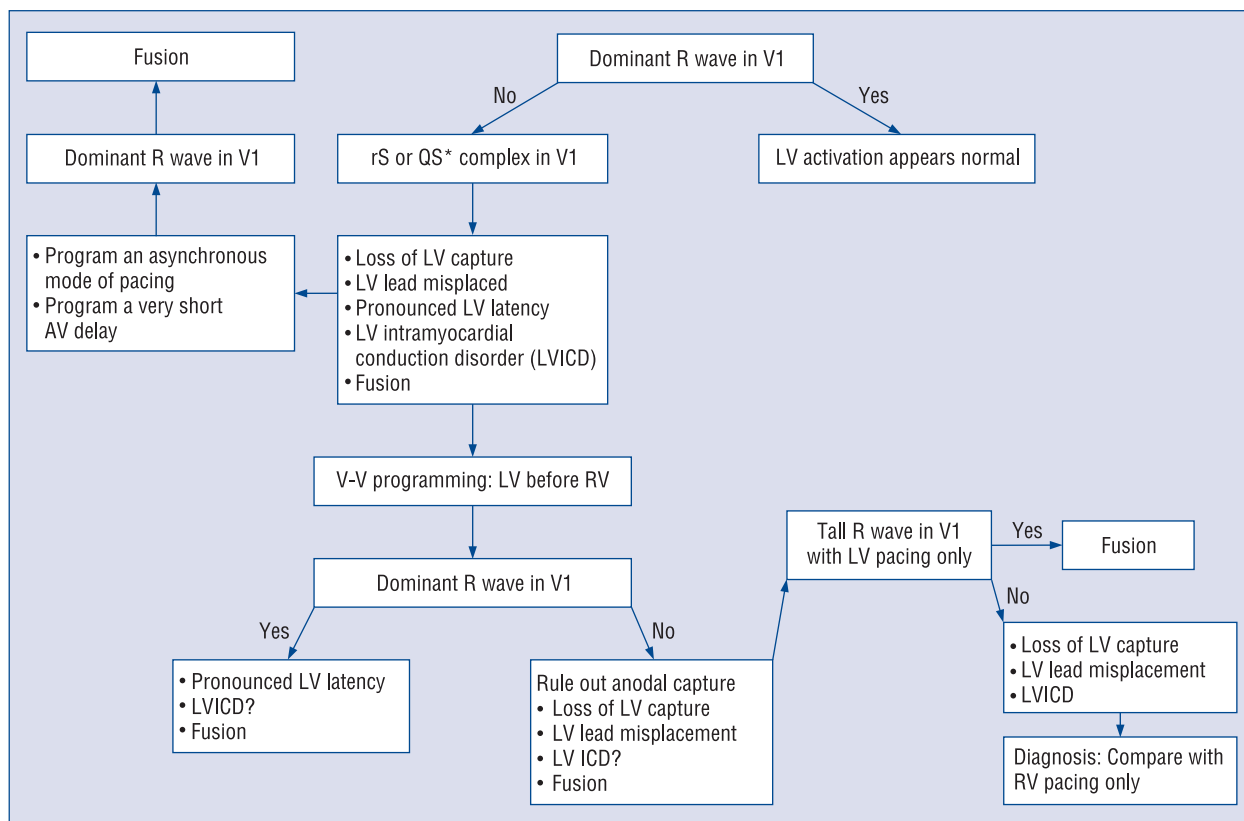 Fusion
Dominant R wave in V1
No
Yes
Dominant R wave in V1
rS or QS* complex in V1
LV activation appears normal
• Program an asynchronous
mode of pacing
• Program a very short
AV delay
• Loss of LV capture
• LV lead misplaced
• Pronounced LV latency
• LV intramyocardial
conduction disorder (LVICD)
• Fusion
V–V programming: LV before RV
Dominant R wave in V1
Yes
No
• Pronounced LV latency
• LVICD?
• Fusion
Rule out anodal capture
• Loss of LV capture
• LV lead misplacement
• LV ICD?
• Fusion
Tall R wave in V1
with LV pacing only
Yes
Fusion
No
• Loss of LV capture
• LV lead misplacement
• LVICD
Diagnosis: Compare with
RV pacing only